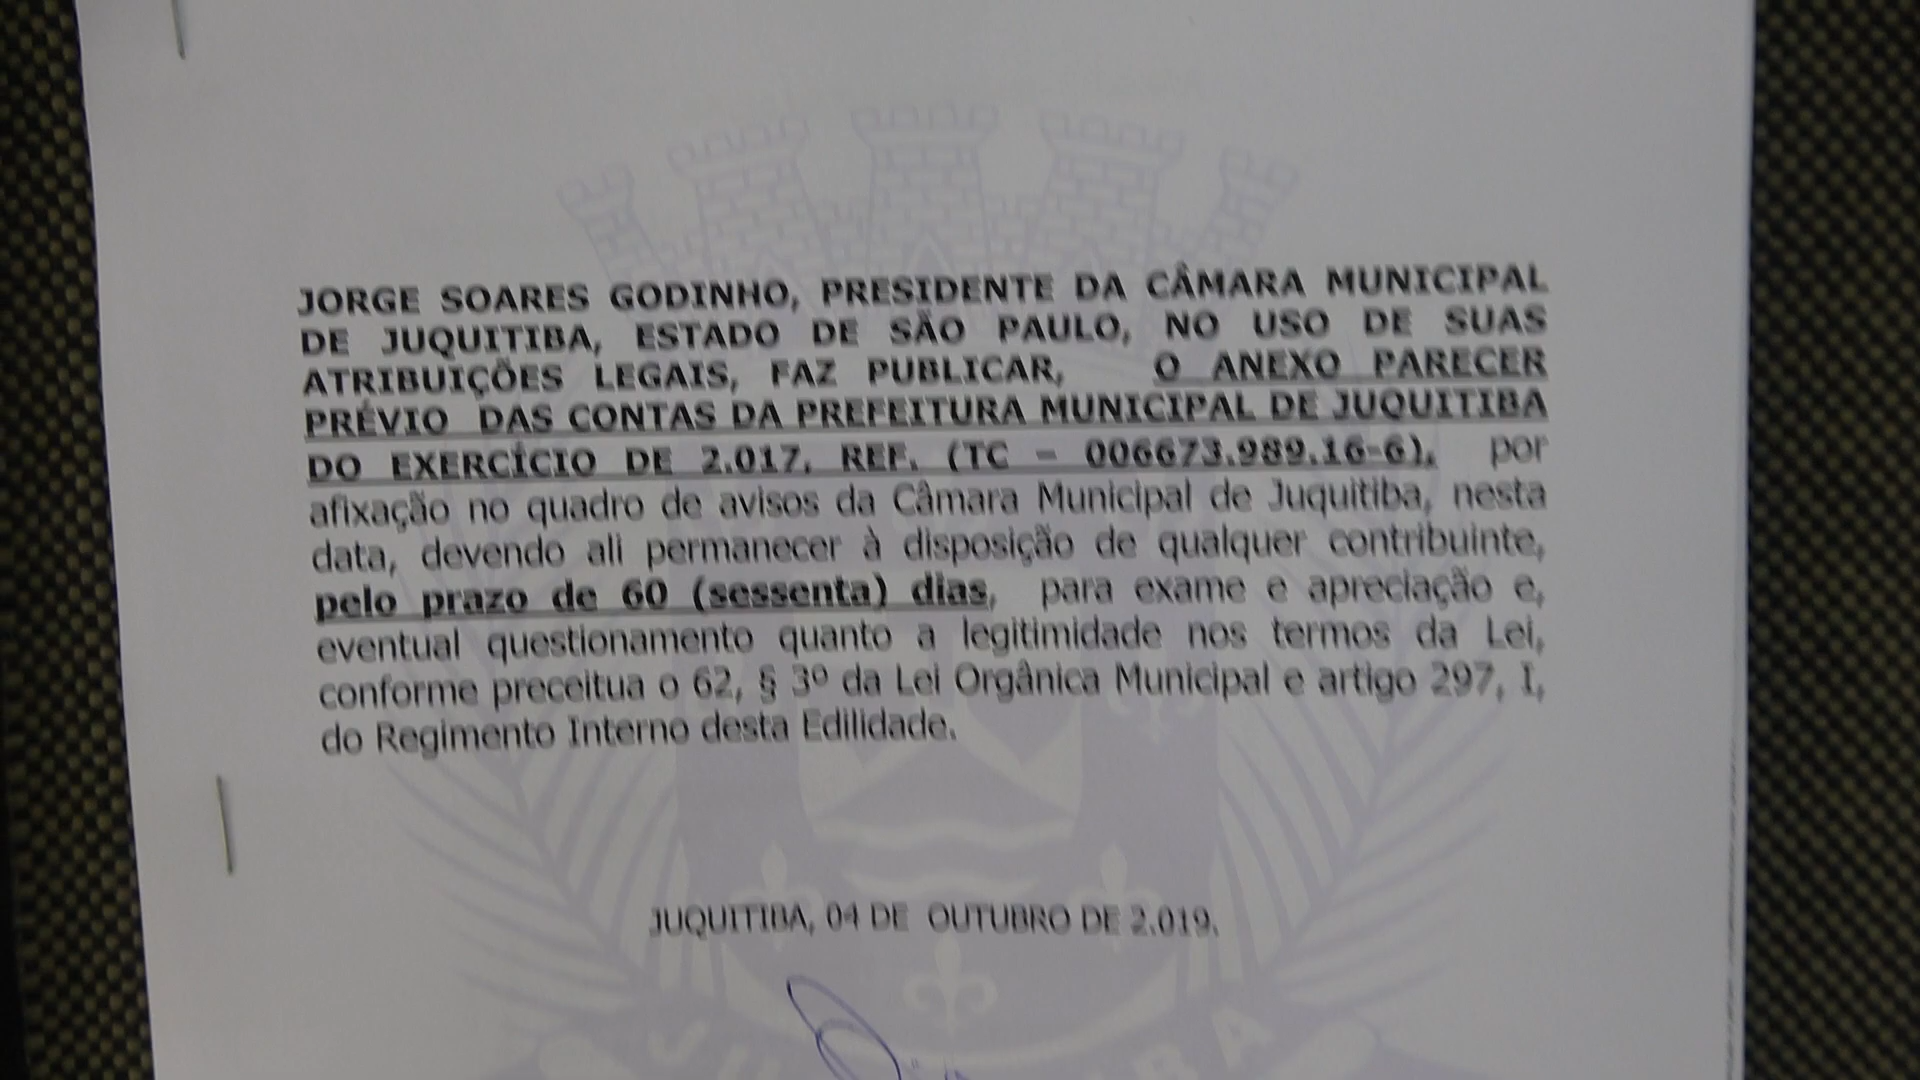 JORGE SOARES GODINHO, PRESIDENTE DA CÂMARA MUNICIPAL
DE JUQUITIBA, ESTADO DE SÃO PAULO, NO USO DE SUAS
ATRIBUIÇÕES LEGAIS, FAZ PUBLICAR, O ANEXO PARECER
PRÉVIO DAS CONTAS DA PREFEITURA MUNICIPAL DE JUQUITIBA
DO EXERCÍCIO DE 2.017, REF. (TC – 006673.989.16-6), por
afixação no quadro de avisos da Câmara Municipal de Juquitiba, nesta
data, devendo ali permanecer à disposição de qualquer contribuinte,
pelo prazo de 60 (sessenta) dias, para exame e apreciação e,
eventual questionamento quanto a legitimidade nos termos da Lei,
conforme preceitua o 62, § 3º da Lei Orgânica Municipal e artigo 297, I,
do Regimento Interno desta Edilidade.
JUQUITIBA, 04 DE OUTUBRO DE 2.019.